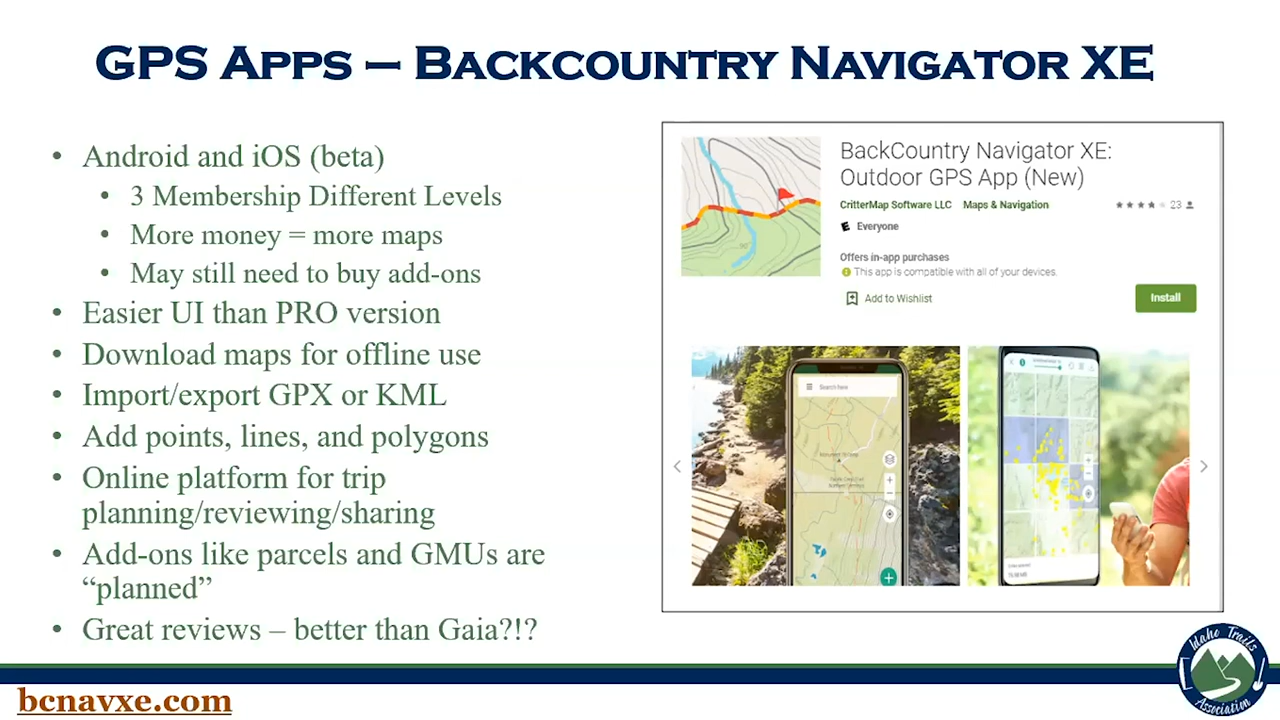 GPS Apps – Backcountry Navigator XE
• Android and iOS (beta)
• 3 Membership Different Levels
• More money = more maps
• May still need to buy add-ons
• Easier UI than PRO version
• Download maps for offline use
• Import/export GPX or KML
• Add points, lines, and polygons
• Online platform for trip
planning/reviewing/sharing
• Add-ons like parcels and GMUs are
“planned”
• Great reviews – better than Gaia?!?
BackCountry Navigator XE:
Outdoor GPS App (New)
CritterMap Software LLC Maps & Navigation 23
E Everyone
Offers in-app purchases
This app is compatible with all of your devices.
Add to Wishlist
Install
Search here
Idaho Trails
Association
bcnavxe.com